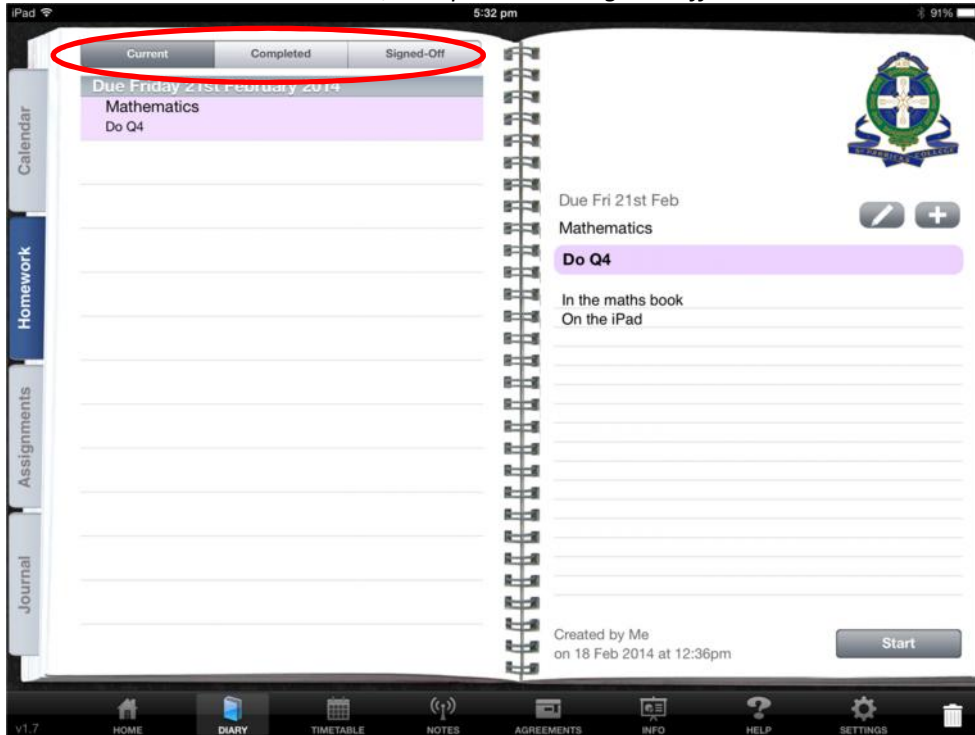 iPad
5:32 pm
91%
Current
Completed
Signed-Off
Due Friday 21st February 2014
Mathematics
Do Q4
Calendar
Homework
Assignments
Journal
Due Fri 21st Feb
Mathematics
Do Q4
In the maths book
On the iPad
Created by Me
on 18 Feb 2014 at 12:36pm
Start
v1.7
HOME
DIARY
TIMETABLE
NOTES
AGREEMENTS
INFO
HELP
SETTINGS